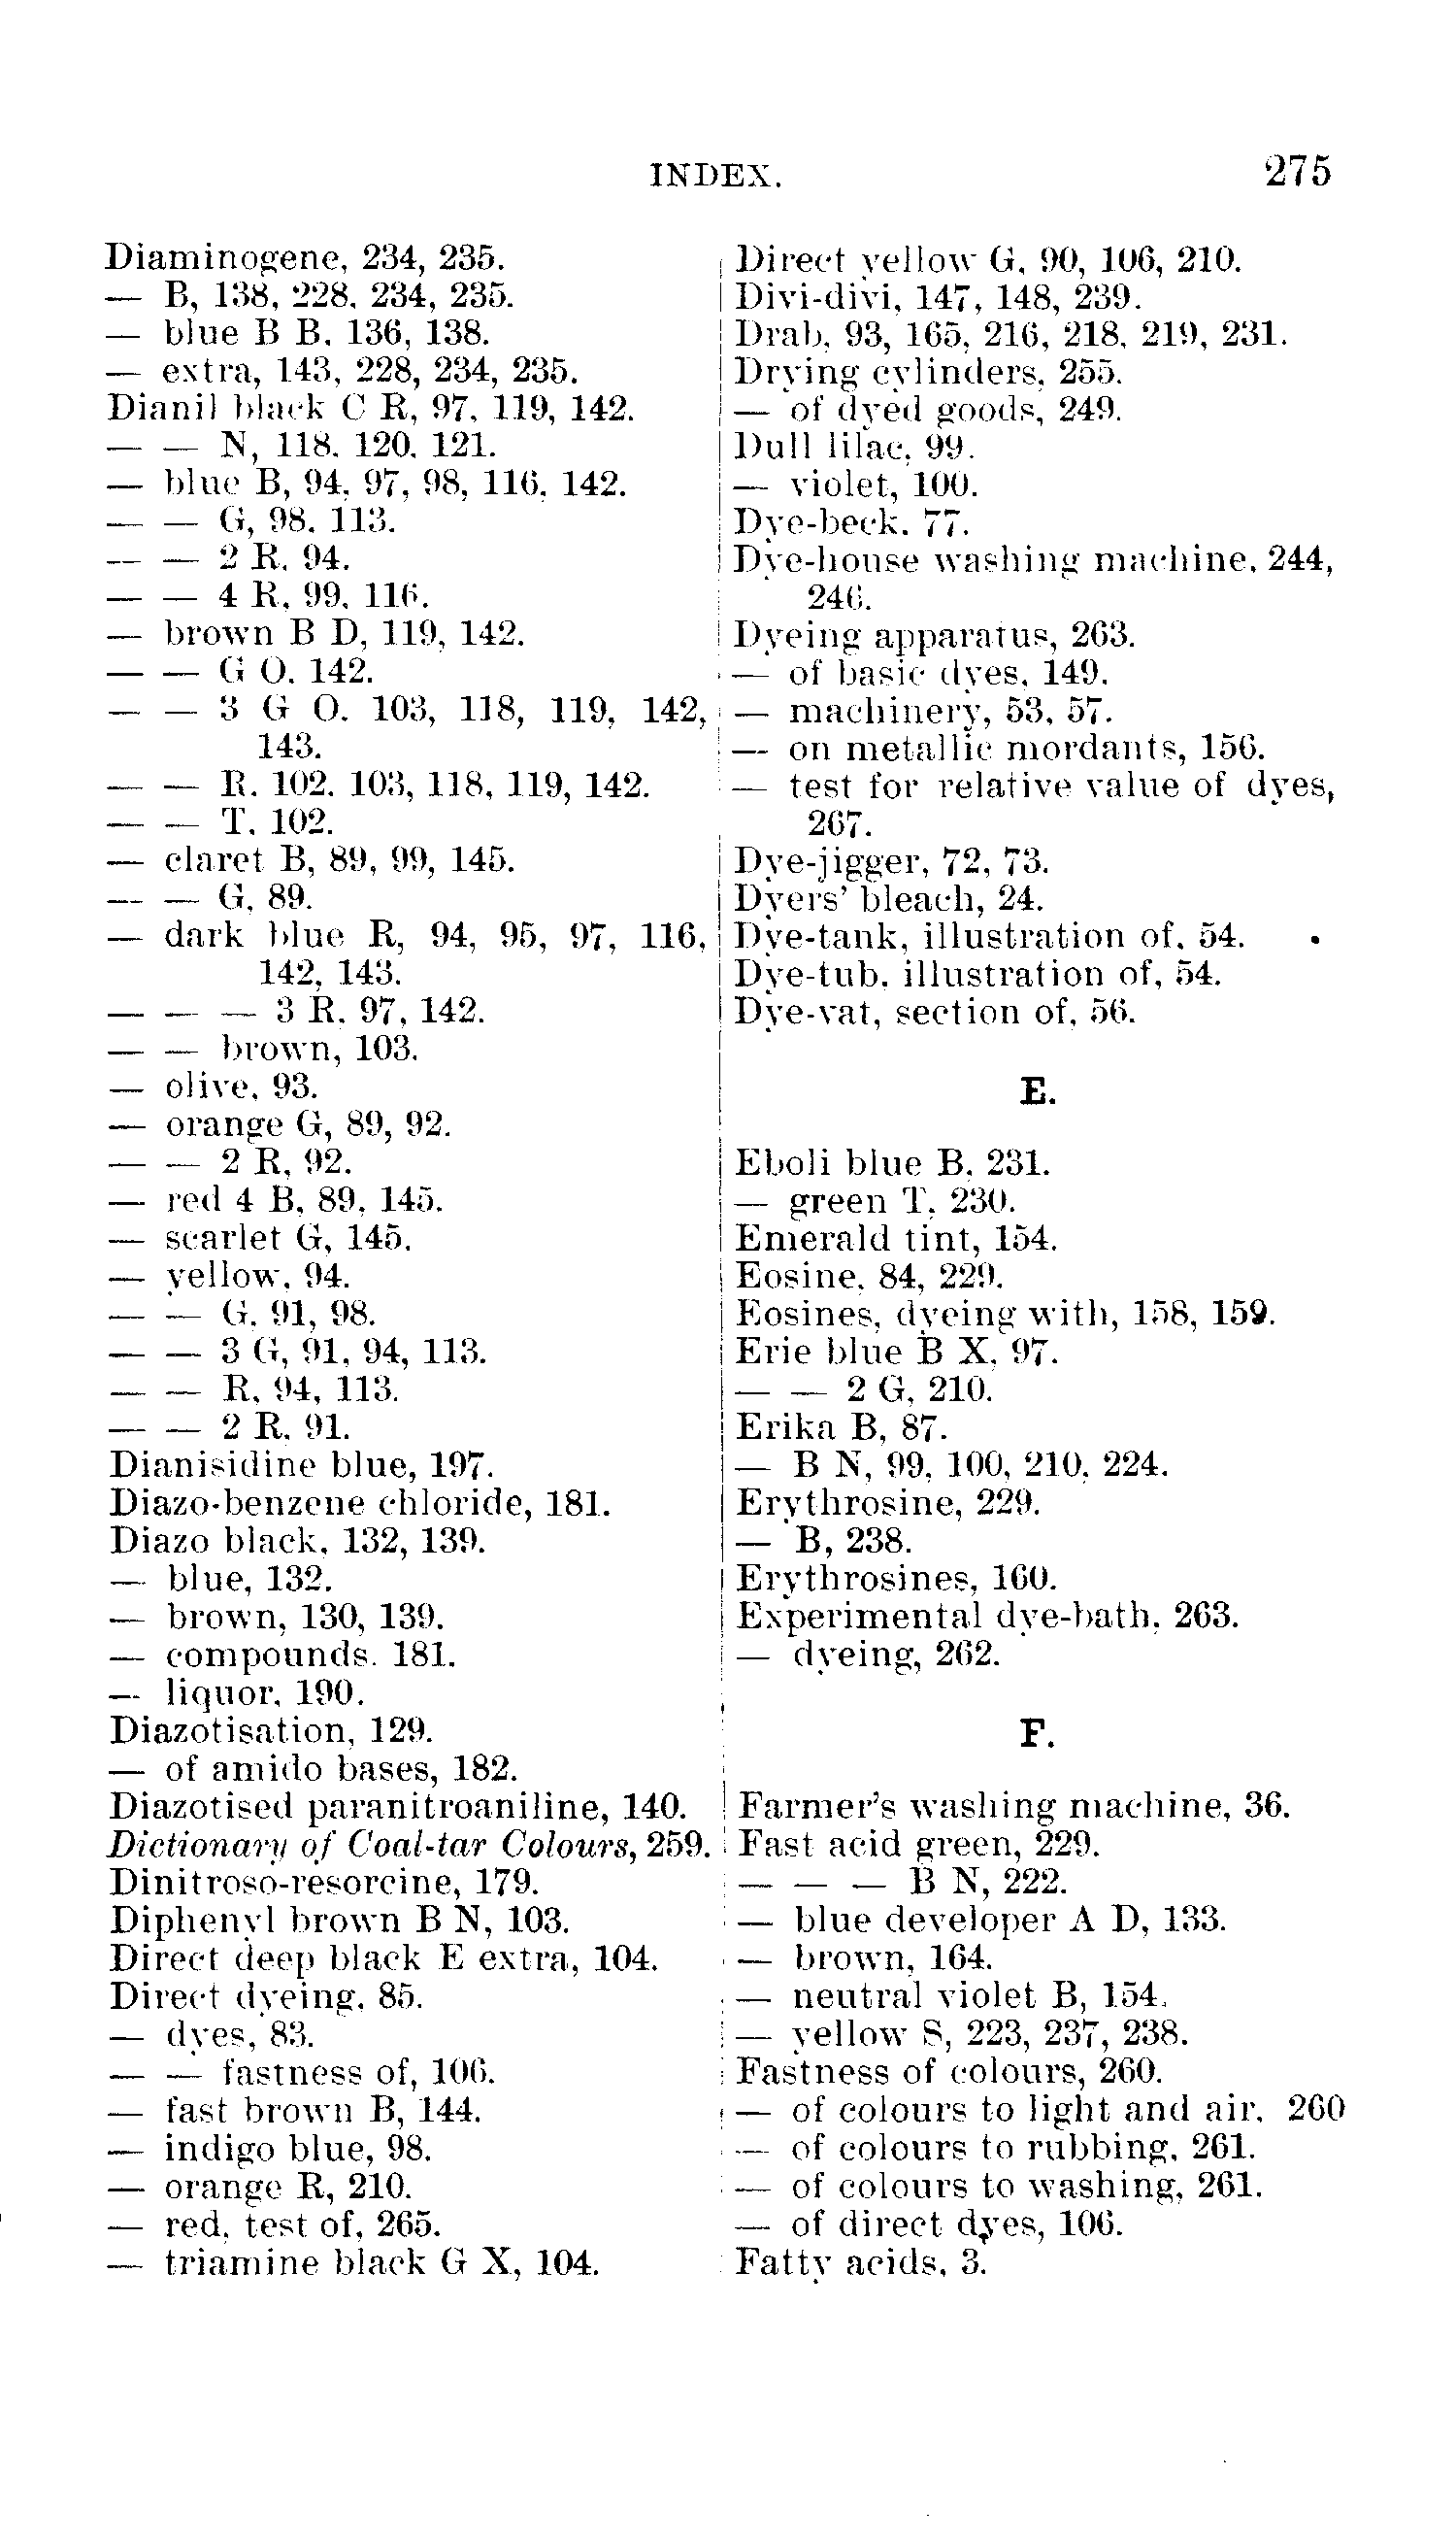 INDEX. 275
Diaminogene, 234, 235.
— B, 138, 228, 234, 235.
— blue B B, 136, 138.
— extra, 143, 228, 234, 235.
Dianil black C R, 97, 119, 142.
— — N, 118, 120, 121.
— blue B, 94, 97, 98, 116, 142.
— — G, 98, 113.
— — 2 R, 94.
— — 4 R, 99, 116.
— brown B D, 119, 142.
— — G O, 142.
— — 3 G O, 103, 118, 119, 142,
143.
— — R, 102, 103, 118, 119, 142.
— — T, 102.
— claret B, 89, 99, 145.
— — G, 89.
— dark blue R, 94, 95, 97, 116,
142, 143.
— — — 3 R, 97, 142.
— — brown, 103.
— olive, 93.
— orange G, 89, 92.
— — 2 R, 92.
— red 4 B, 89, 145.
— scarlet G, 145.
— yellow, 94.
— — G, 91, 98.
— — 3 G, 91, 94, 113.
— — R, 94, 113.
— — 2 R, 91.
Dianisidine blue, 197.
Diazo-benzene chloride, 181.
Diazo black, 132, 139.
— blue, 132.
— brown, 130, 139.
— compounds, 181.
— liquor, 190.
Diazotisation, 129.
— of amido bases, 182.
Diazotised paranitroaniline, 140.
Dictionary of Coal-tar Colours, 259.
Dinitroso-resorcine, 179.
Diphenyl brown B N, 103.
Direct deep black E extra, 104.
Direct dyeing, 85.
— dyes, 83.
— — fastness of, 106.
— fast brown B, 144.
— indigo blue, 98.
— orange R, 210.
— red, test of, 265.
— triamine black G X, 104.
Direct yellow G, 90, 106, 210.
Divi-divi, 147, 148, 239.
Drab, 93, 165, 216, 218, 219, 231.
Drying cylinders, 255.
— of dyed goods, 249.
Dull lilac, 99.
— violet, 100.
Dye-beck, 77.
Dye-house washing machine, 244,
246.
Dyeing apparatus, 263.
— of basic dyes, 149.
— machinery, 53, 57.
— on metallic mordants, 156.
— test for relative value of dyes,
267.
Dye-jigger, 72, 73.
Dyers' bleach, 24.
Dye-tank, illustration of, 54.
Dye-tub, illustration of, 54.
Dye-vat, section of, 56.
E.
Eboli blue B, 231.
— green T, 230.
Emerald tint, 154.
Eosine, 84, 229.
Eosines, dyeing with, 158, 159.
Erie blue B X, 97.
— — 2 G, 210.
Erika B, 87.
— B N, 99, 100, 210, 224.
Erythrosine, 229.
— B, 238.
Erythrosines, 160.
Experimental dye-bath, 263.
— dyeing, 262.
F.
Farmer's washing machine, 36.
Fast acid green, 229.
— — — B N, 222.
— blue developer A D, 133.
— brown, 164.
— neutral violet B, 154.
— yellow S, 223, 237, 238.
Fastness of colours, 260.
— of colours to light and air, 260
— of colours to rubbing, 261.
— of colours to washing, 261.
— of direct dyes, 106.
Fatty acids, 3.